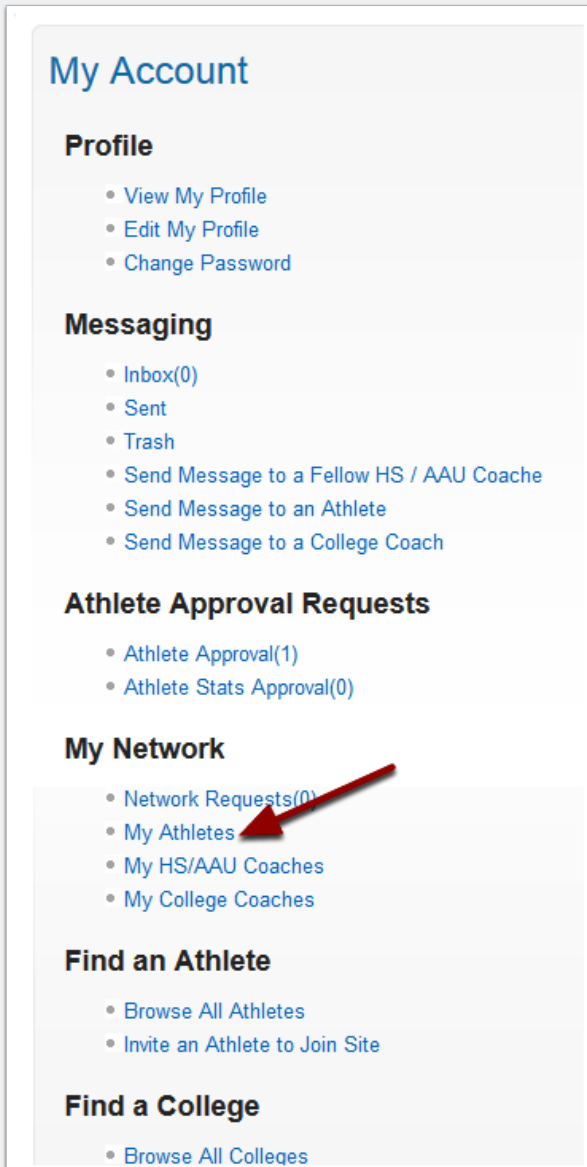 My Account
Profile
View My Profile
Edit My Profile
Change Password
Messaging
Inbox(0)
Sent
Trash
Send Message to a Fellow HS / AAU Coache
Send Message to an Athlete
Send Message to a College Coach
Athlete Approval Requests
Athlete Approval(1)
Athlete Stats Approval(0)
My Network
Network Requests(0)
My Athletes
My HS/AAU Coaches
My College Coaches
Find an Athlete
Browse All Athletes
Invite an Athlete to Join Site
Find a College
Browse All Colleges